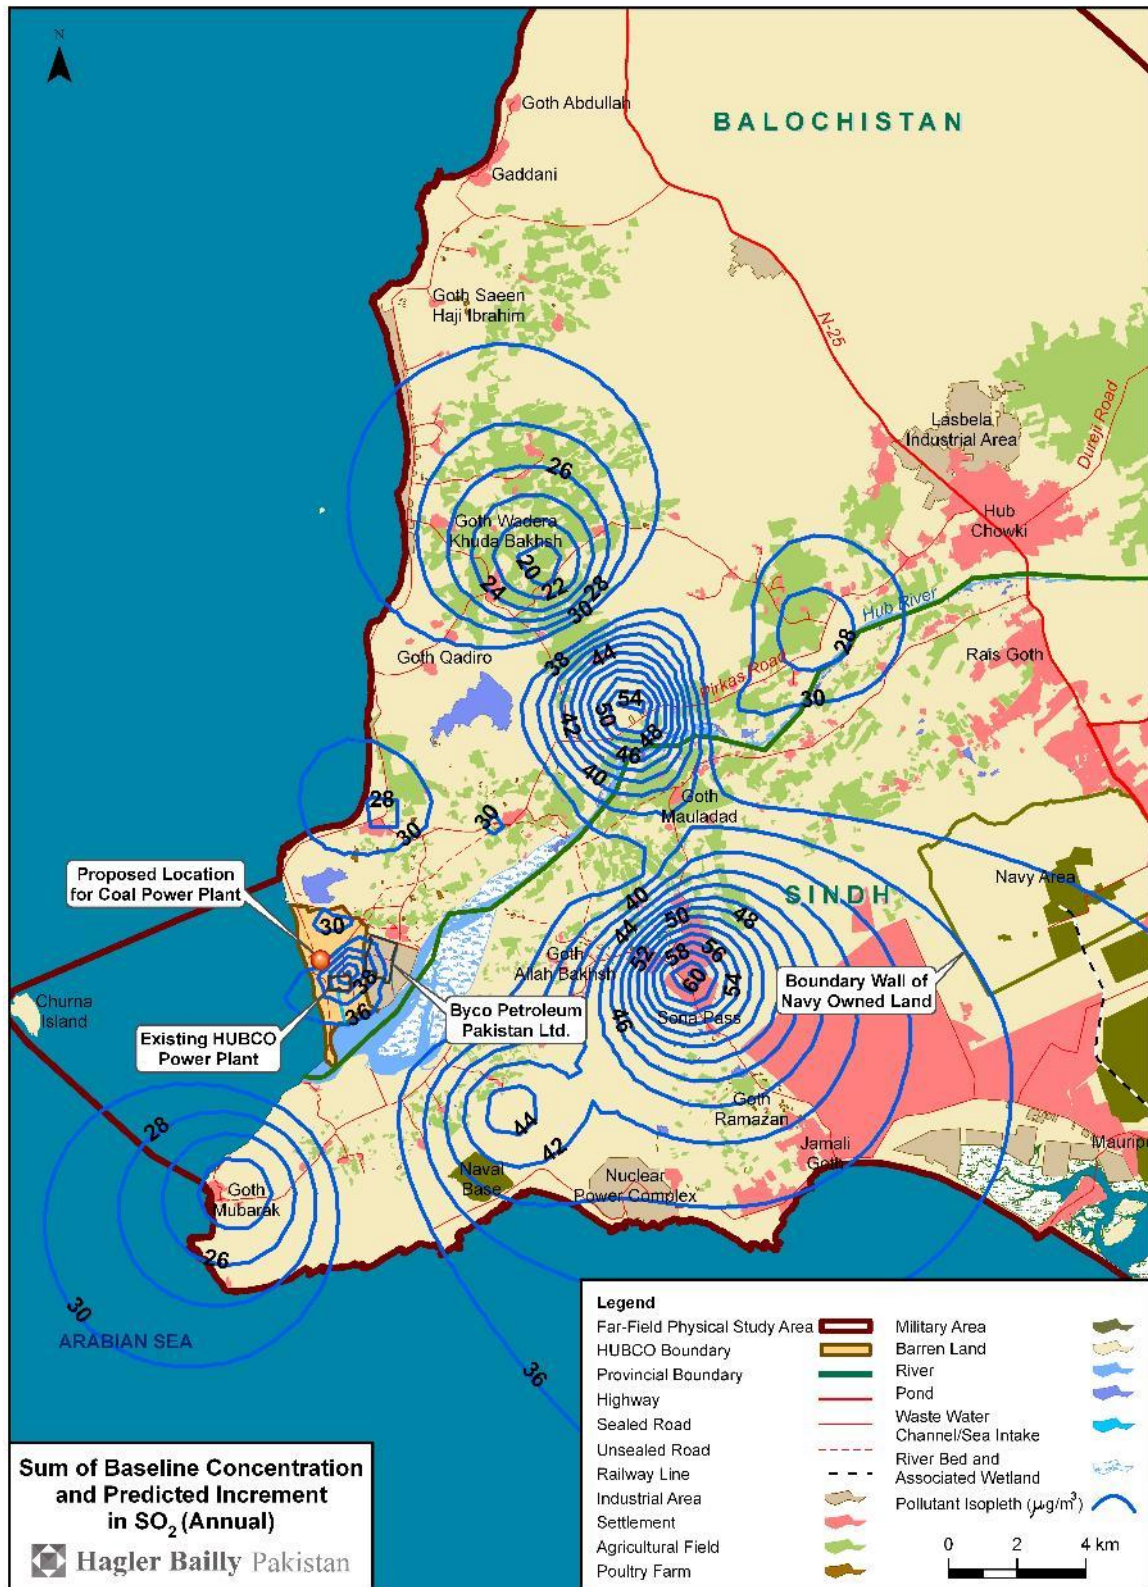 N
Goth Abdullah
BALOCHISTAN
Gaddani
Goth Saeen
Haji Ibrahim
N-25
Lasbela
Industrial Area
Dureji Road
26
Hub
Chowki
Goth Wadera
Khuda Bakhsh
20
22
24
28
30
Hub River
28
Goth Qadiro
38
44
Rais Goth
Pirkas Road
54
30
42
50
48
46
40
Goth
Mauladad
28
30
30
Proposed Location
for Coal Power Plant
Navy Area
SINDH
40
50
48
44
30
52
58
56
Goth
Allah Bakhsh
60
54
38
Boundary Wall of
Navy Owned Land
Churna
Island
36
Byco Petroleum
Pakistan Ltd.
46
Sona Pass
Existing HUBCO
Power Plant
44
Goth
Ramazan
28
42
Jamali
Goth
Mauripu
Naval
Base
Nuclear
Power Complex
Goth
Mubarak
26
30
ARABIAN SEA
36
Legend
Far-Field Physical Study Area
HUBCO Boundary
Provincial Boundary
Highway
Sealed Road
Unsealed Road
Railway Line
Industrial Area
Settlement
Agricultural Field
Poultry Farm
Military Area
Barren Land
River
Pond
Waste Water
Channel/Sea Intake
River Bed and
Associated Wetland
Pollutant Isopleth (µg/m³)
0 2 4 km
Sum of Baseline Concentration
and Predicted Increment
in SO₂ (Annual)
Hagler Bailly Pakistan